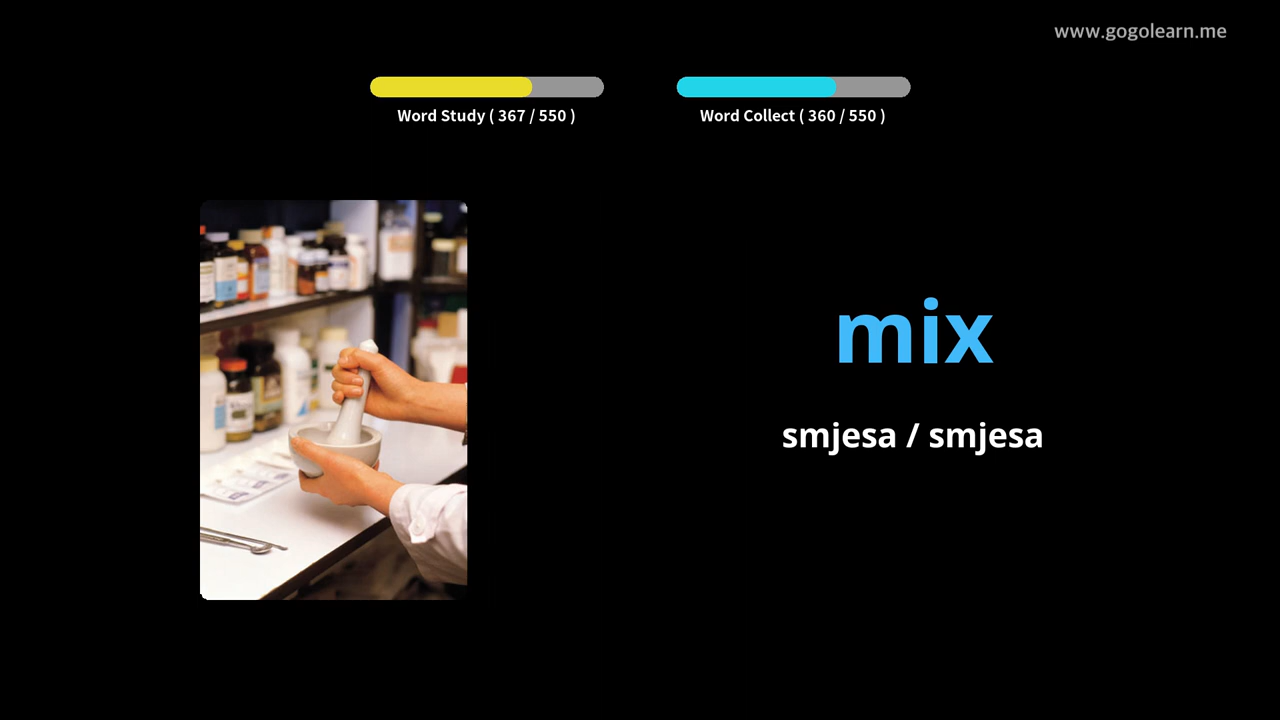 www.gogolearn.me
Word Study ( 367 / 550 )
Word Collect ( 360 / 550 )
mix
smjesa / smjesa